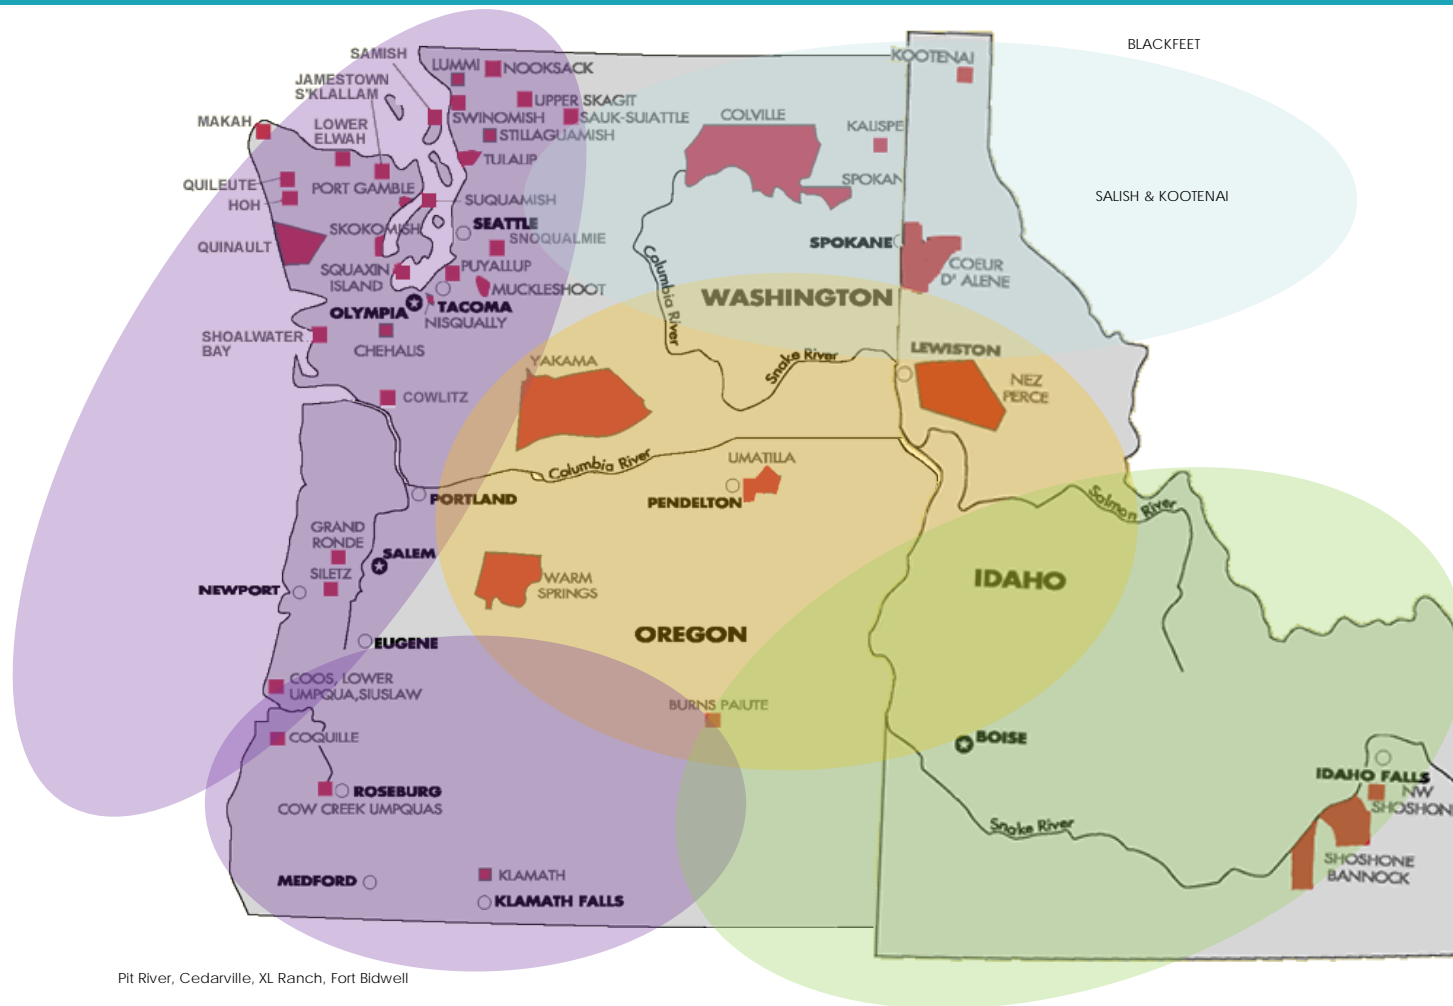 BLACKFEET
SAMISH
KOOTENAI
LUMMI
NOOKSACK
JAMESTOWN
S'KLALLAM
UPPER SKAGIT
MAKAH
LOWER
ELWAH
SWINOMISH
SAUK-SUIATTLE
COLVILLE
KALISPE
STILLAGUAMISH
TULALIP
QUILEUTE
PORT GAMBLE
SPOKAN
HOH
SUQUAMISH
SALISH & KOOTENAI
SKOKOMISH
SEATTLE
SNOQUALMIE
QUINAULT
SPOKANE
SQUAXIN
ISLAND
PUYALLUP
COEUR
D' ALENE
MUCKLESHOOT
Columbia River
WASHINGTON
OLYMPIA
TACOMA
NISQUALLY
SHOALWATER
BAY
CHEHALIS
YAKAMA
Snake River
LEWISTON
NEZ
PERCE
COWLITZ
Columbia River
UMATILLA
PORTLAND
PENDELTON
Salmon River
GRAND
RONDE
SALEM
SILETZ
NEWPORT
WARM
SPRINGS
IDAHO
OREGON
EUGENE
COOS, LOWER
UMPQUA,SIUSLAW
BURNS PAIUTE
COQUILLE
BOISE
ROSEBURG
COW CREEK UMPQUAS
IDAHO FALLS
NW
SHOSHON
Snake River
SHOSHONE
BANNOCK
MEDFORD
KLAMATH
KLAMATH FALLS
Pit River, Cedarville, XL Ranch, Fort Bidwell